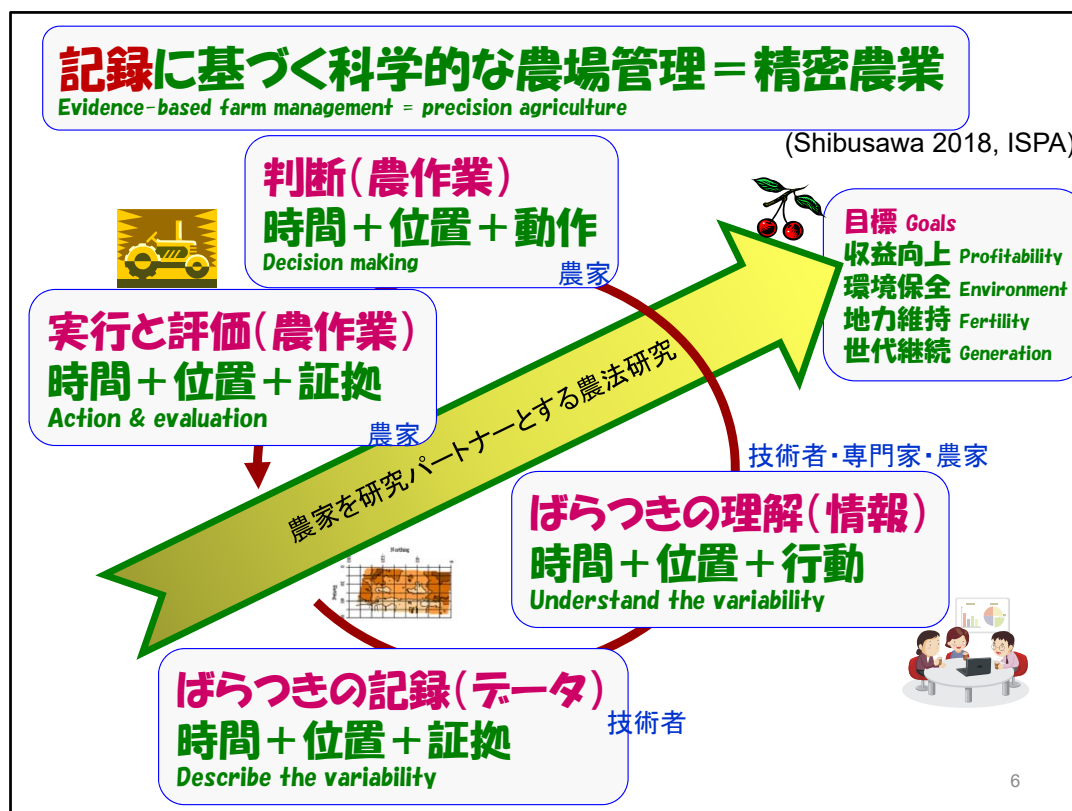 記録に基づく科学的な農場管理＝精密農業
Evidence-based farm management = precision agriculture
(Shibusawa 2018, ISPA)
判断（農作業）
時間＋位置＋動作
Decision making
農家
目標 Goals
収益向上 Profitability
環境保全 Environment
地力維持 Fertility
世代継続 Generation
実行と評価（農作業）
時間＋位置＋証拠
Action & evaluation
農家
農家を研究パートナーとする農法研究
技術者・専門家・農家
ばらつきの理解（情報）
時間＋位置＋行動
Understand the variability
Northing
ばらつきの記録（データ）
時間＋位置＋証拠
Describe the variability
技術者
6